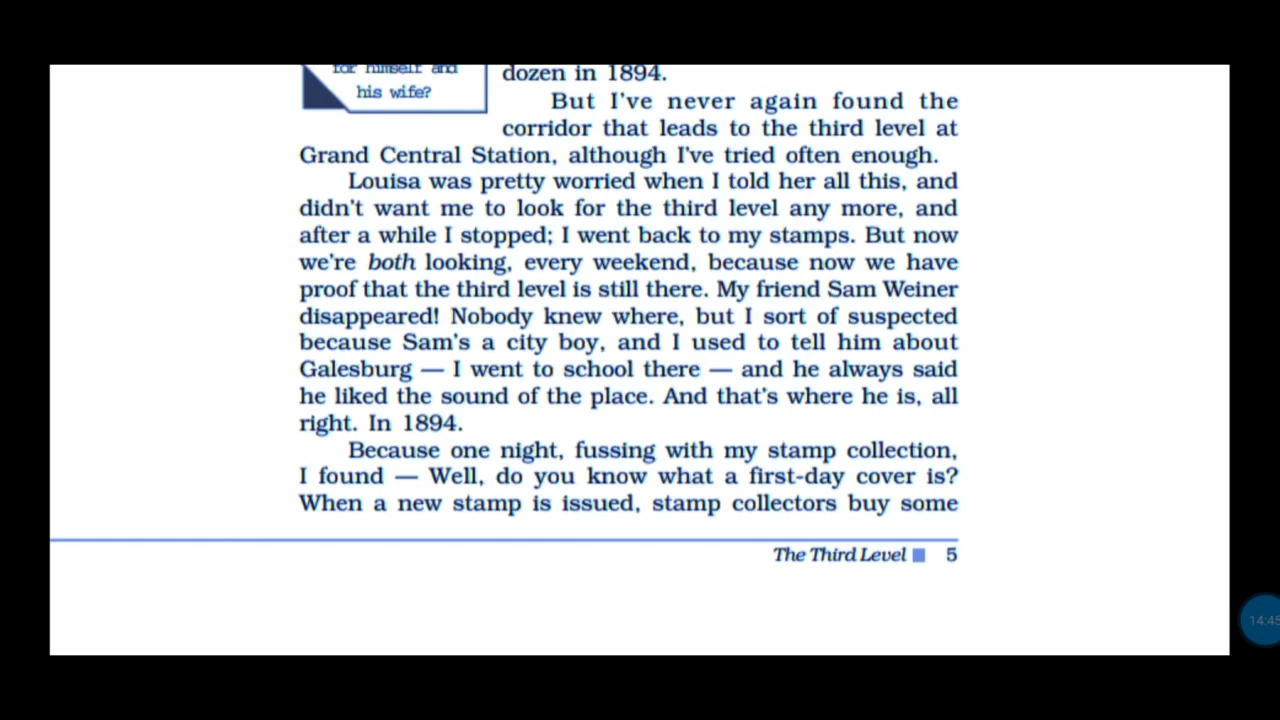 for himself and
his wife?
dozen in 1894.
But I've never again found the
corridor that leads to the third level at
Grand Central Station, although I've tried often enough.
Louisa was pretty worried when I told her all this, and
didn't want me to look for the third level any more, and
after a while I stopped; I went back to my stamps. But now
we're both looking, every weekend, because now we have
proof that the third level is still there. My friend Sam Weiner
disappeared! Nobody knew where, but I sort of suspected
because Sam's a city boy, and I used to tell him about
Galesburg — I went to school there — and he always said
he liked the sound of the place. And that's where he is, all
right. In 1894.
Because one night, fussing with my stamp collection,
I found — Well, do you know what a first-day cover is?
When a new stamp is issued, stamp collectors buy some
The Third Level 5